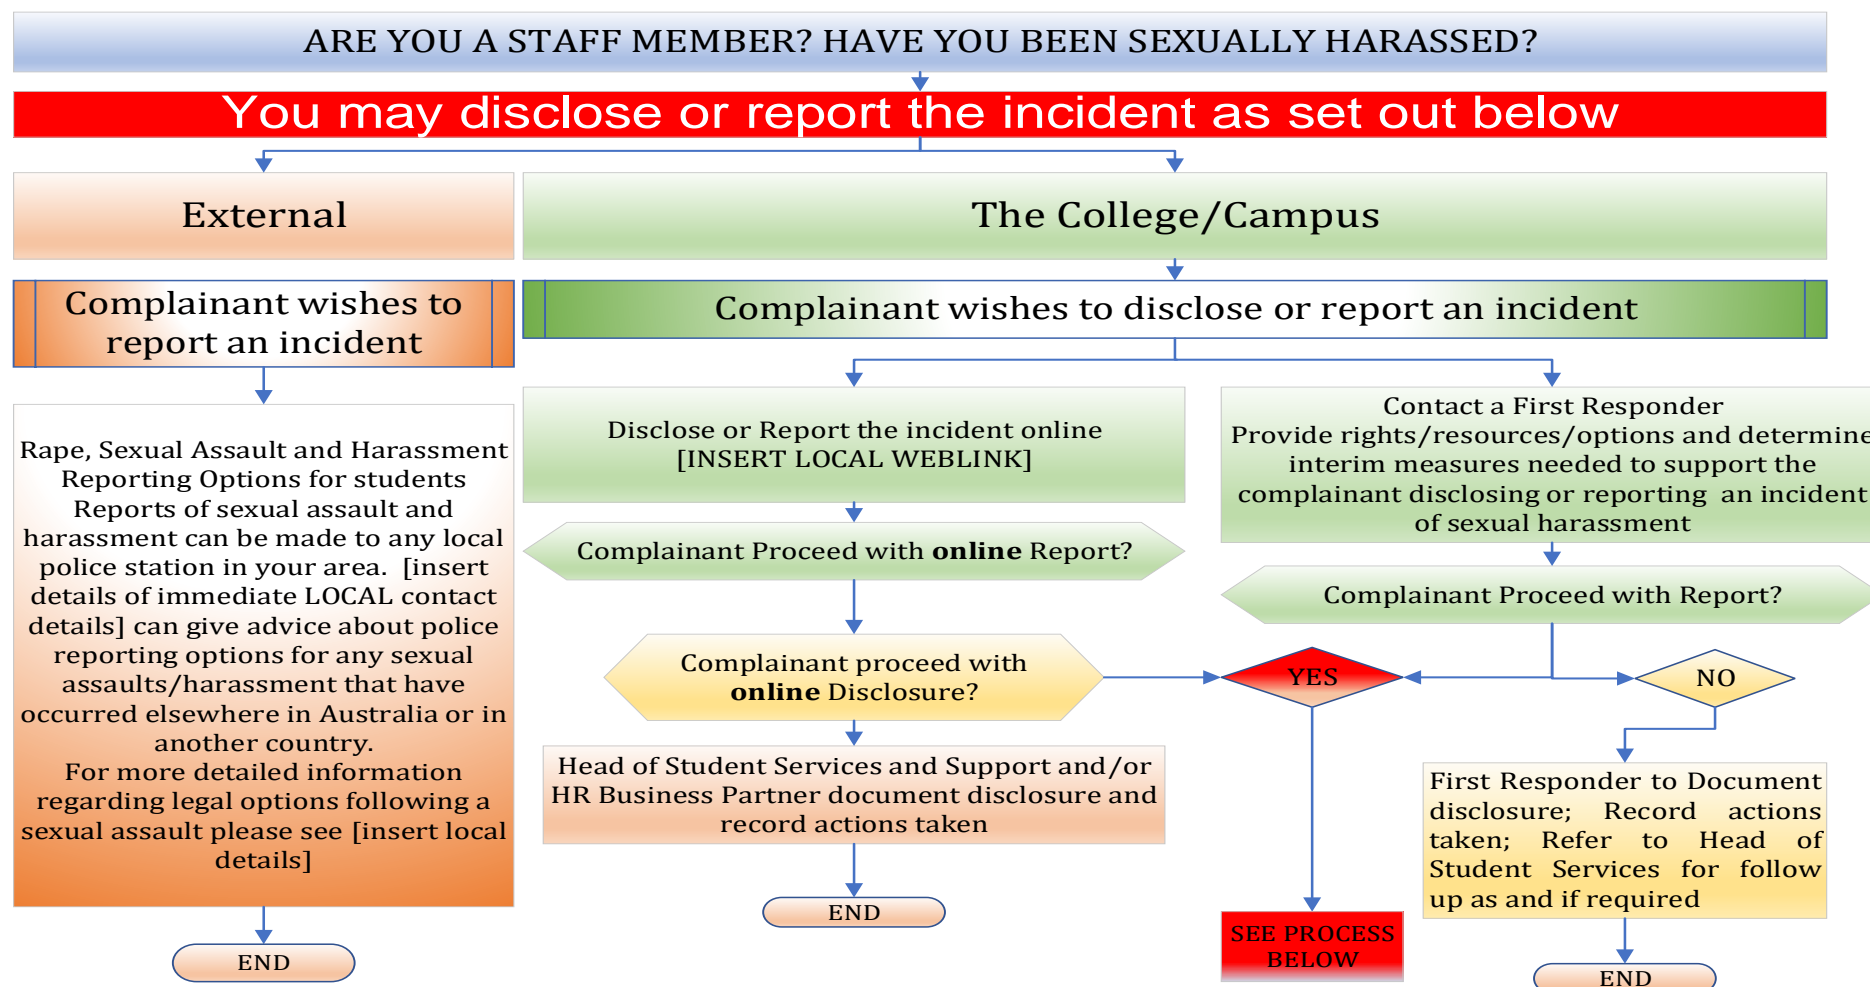 ARE YOU A STAFF MEMBER? HAVE YOU BEEN SEXUALLY HARASSED?
You may disclose or report the incident as set out below
External
The College/Campus
Complainant wishes to
report an incident
Complainant wishes to disclose or report an incident
Rape, Sexual Assault and Harassment
Reporting Options for students
Reports of sexual assault and
harassment can be made to any local
police station in your area. [insert
details of immediate LOCAL contact
details] can give advice about police
reporting options for any sexual
assaults/harassment that have
occurred elsewhere in Australia or in
another country.
For more detailed information
regarding legal options following a
sexual assault please see [insert local
details]
END
Disclose or Report the incident online
[INSERT LOCAL WEBLINK]
Complainant Proceed with online Report?
Complainant proceed with
online Disclosure?
Head of Student Services and Support and/or
HR Business Partner document disclosure and
record actions taken
END
Contact a First Responder
Provide rights/resources/options and determine
interim measures needed to support the
complainant disclosing or reporting an incident
of sexual harassment
Complainant Proceed with Report?
YES
NO
SEE PROCESS
BELOW
First Responder to Document
disclosure; Record actions
taken; Refer to Head of
Student Services for follow
up as and if required
END